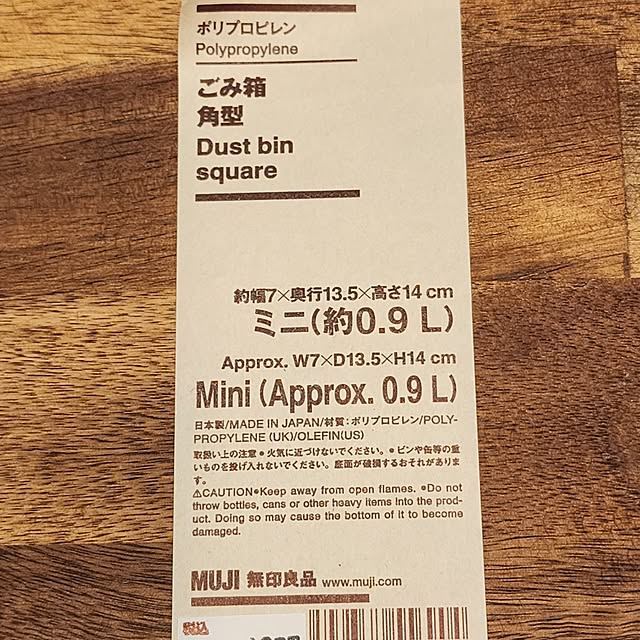 ポリプロピレン
Polypropylene
ごみ箱
角型
Dust bin
square
約幅7×奥行13.5×高さ14 cm
ミニ(約0.9 L)
Approx. W7×D13.5×H14 cm
Mini (Approx. 0.9 L)
日本製/MADE IN JAPAN/材質：ポリプロピレン/POLY-
PROPYLENE (UK)/OLEFIN(US)
取扱い上の注意 ●火気に近づけないでください。●ビンや缶等の重
いものを投げ入れないでください。底面が破損するおそれがありま
す。
⚠CAUTION●Keep away from open flames. ●Do not
throw bottles, cans or other heavy items into the prod-
uct. Doing so may cause the bottom of it to become
damaged.
MUJI 無印良品 www.muji.com